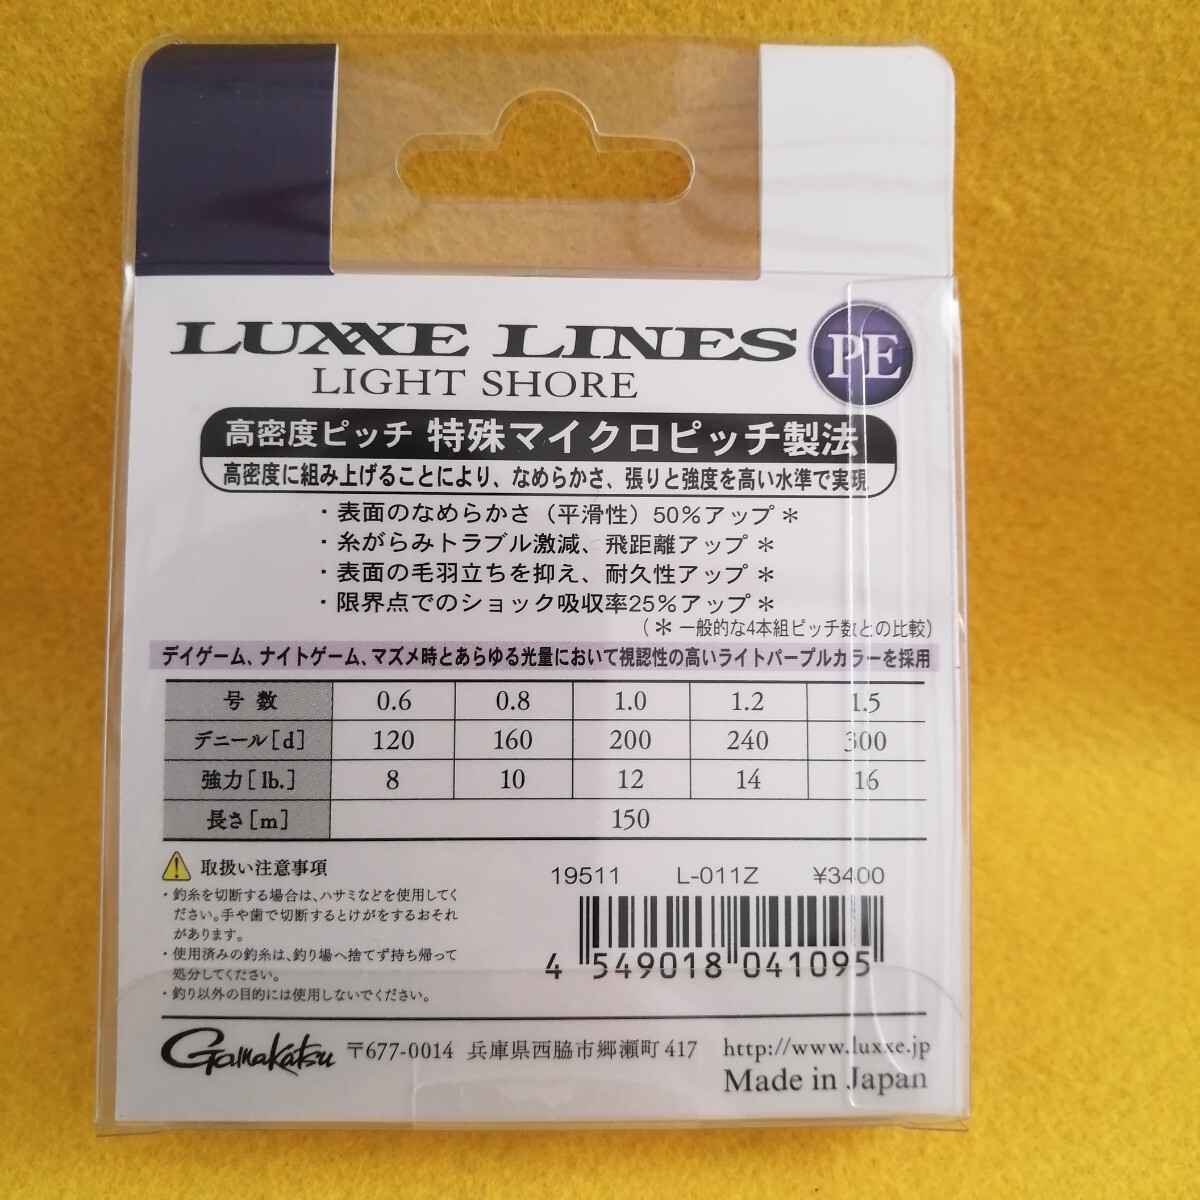 LUXXE LINES
PE
LIGHT SHORE
高密度ピッチ 特殊マイクロピッチ製法
高密度に組み上げることにより、なめらかさ、張りと強度を高い水準で実現
・表面のなめらかさ（平滑性）50%アップ＊
・糸がらみトラブル激減、飛距離アップ＊
・表面の毛羽立ちを抑え、耐久性アップ＊
・限界点でのショック吸収率25%アップ＊
（＊一般的な4本組ピッチ数との比較）
デイゲーム、ナイトゲーム、マズメ時とあらゆる光量において視認性の高いライトパープルカラーを採用
号数 0.6 0.8 1.0 1.2 1.5
デニール[d] 120 160 200 240 300
強力[lb.] 8 10 12 14 16
長さ[m] 150
取扱い注意事項
・釣糸を切断する場合は、ハサミなどを使用してく
ださい。手や歯で切断するとけがをするおそれ
があります。
・使用済みの釣糸は、釣り場へ捨てず持ち帰って
処分してください。
・釣り以外の目的には使用しないでください。
19511 L-011Z ¥3400
4 549018 041095
Gamakatsu 〒677-0014 兵庫県西脇市郷瀬町417 http://www.luxxe.jp
Made in Japan